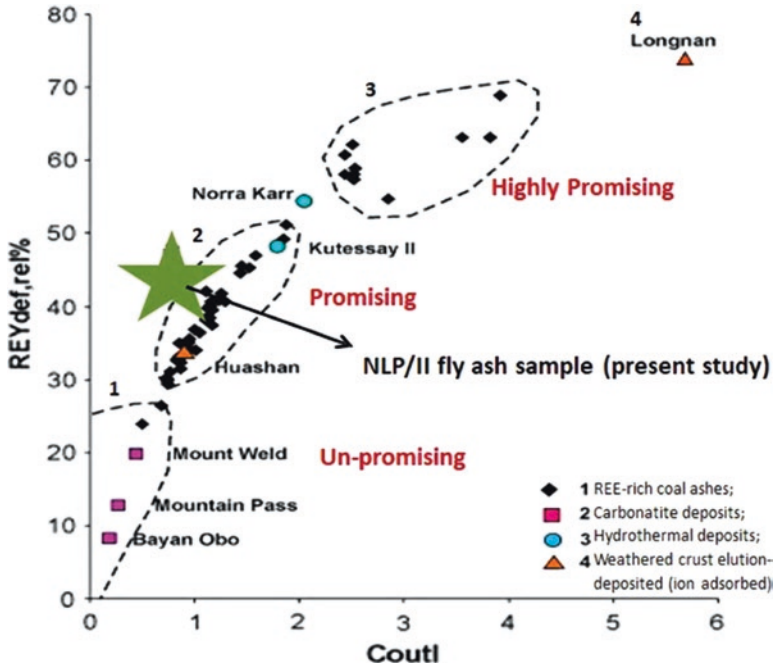 80
70
60
50
40
30
20
10
0
REYdef,rel%
0
1
2
3
4
5
6
Coutl
4
Longnan
3
Highly Promising
Norra Karr
2
Kutessay II
Promising
Huashan
NLP/II fly ash sample (present study)
1
Mount Weld
Un-promising
Mountain Pass
Bayan Obo
1 REE-rich coal ashes;
2 Carbonatite deposits;
3 Hydrothermal deposits;
4 Weathered crust elution-
deposited (ion adsorbed)